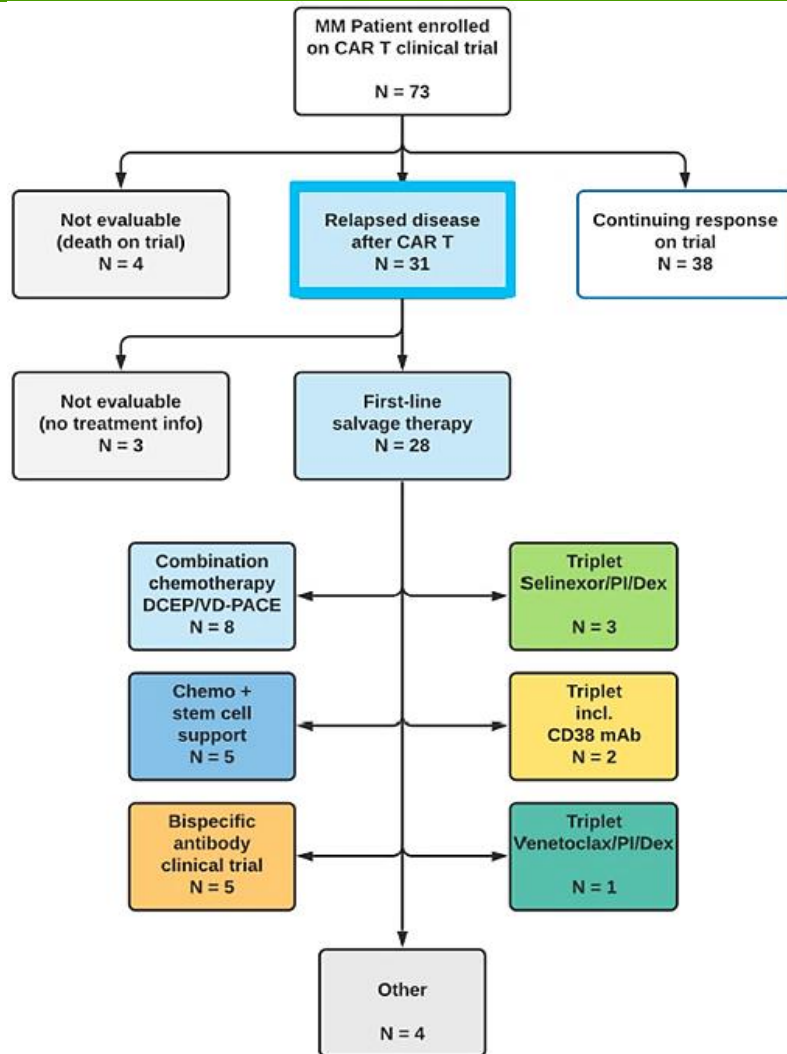 MM Patient enrolled
on CAR T clinical trial
N = 73
Not evaluable
(death on trial)
N = 4
Relapsed disease
after CAR T
N = 31
Continuing response
on trial
N = 38
Not evaluable
(no treatment info)
N = 3
First-line
salvage therapy
N = 28
Combination
chemotherapy
DCEP/VD-PACE
N = 8
Triplet
Selinexor/PI/Dex
N = 3
Chemo +
stem cell
support
N = 5
Triplet
incl.
CD38 mAb
N = 2
Bispecific
antibody
clinical trial
N = 5
Triplet
Venetoclax/PI/Dex
N = 1
Other
N = 4